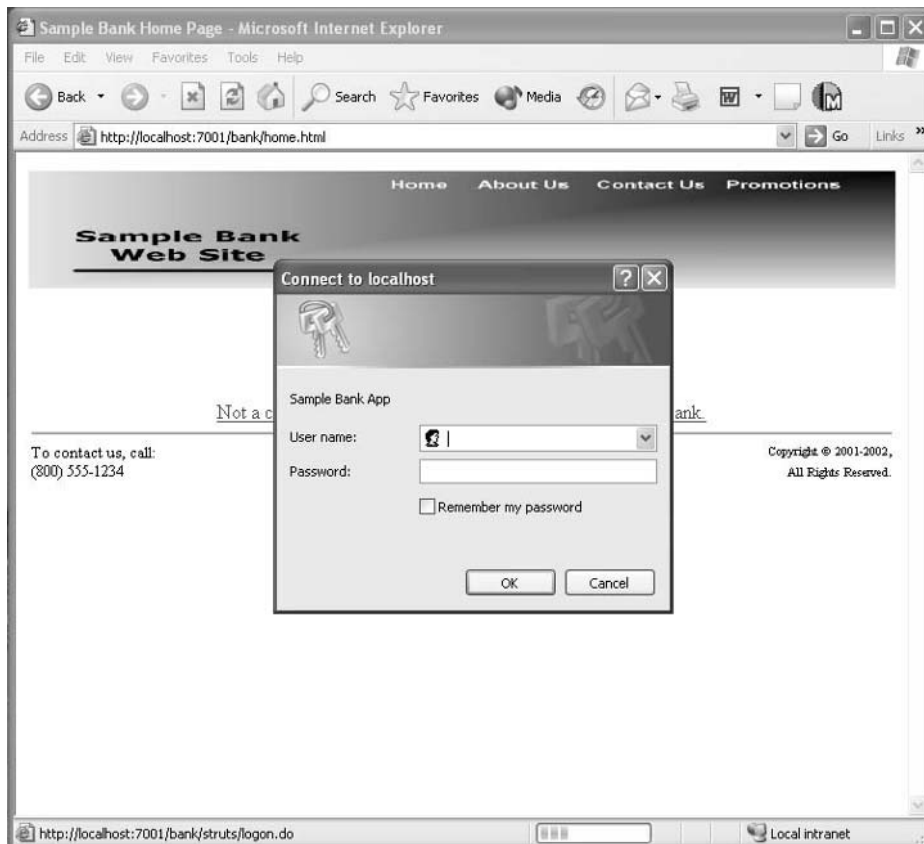 Sample Bank Home Page - Microsoft Internet Explorer
File Edit View Favorites Tools Help
Back Search Favorites Media
Address http://localhost:7001/bank/home.html Go Links »
Home About Us Contact Us Promotions
Sample Bank
Web Site
Connect to localhost
Sample Bank App
User name:
Password:
Remember my password
OK Cancel
Not a c ank.
To contact us, call:
(800) 555-1234
Copyright © 2001-2002,
All Rights Reserved.
http://localhost:7001/bank/struts/logon.do Local intranet